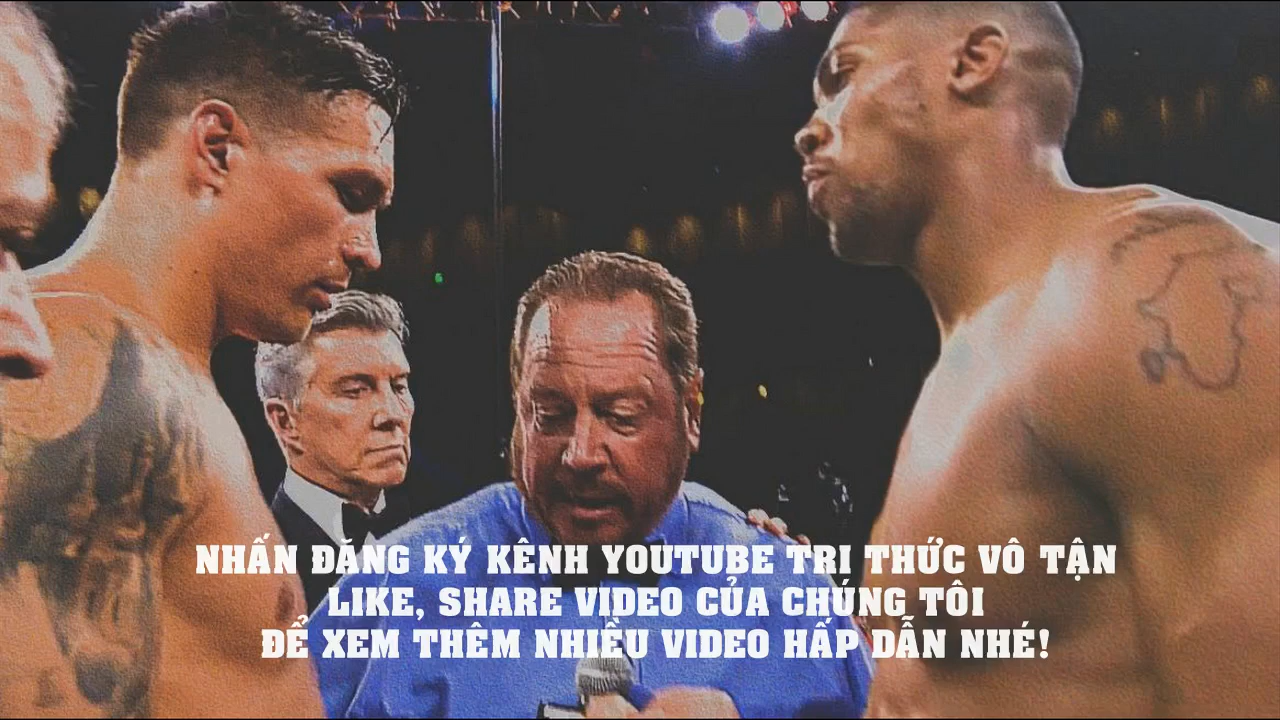 NHẤN ĐĂNG KÝ KÊNH YOUTUBE TRI THỨC VÔ TẬN
LIKE, SHARE VIDEO CỦA CHÚNG TÔI
ĐỂ XEM THÊM NHIỀU VIDEO HẤP DẪN NHÉ!